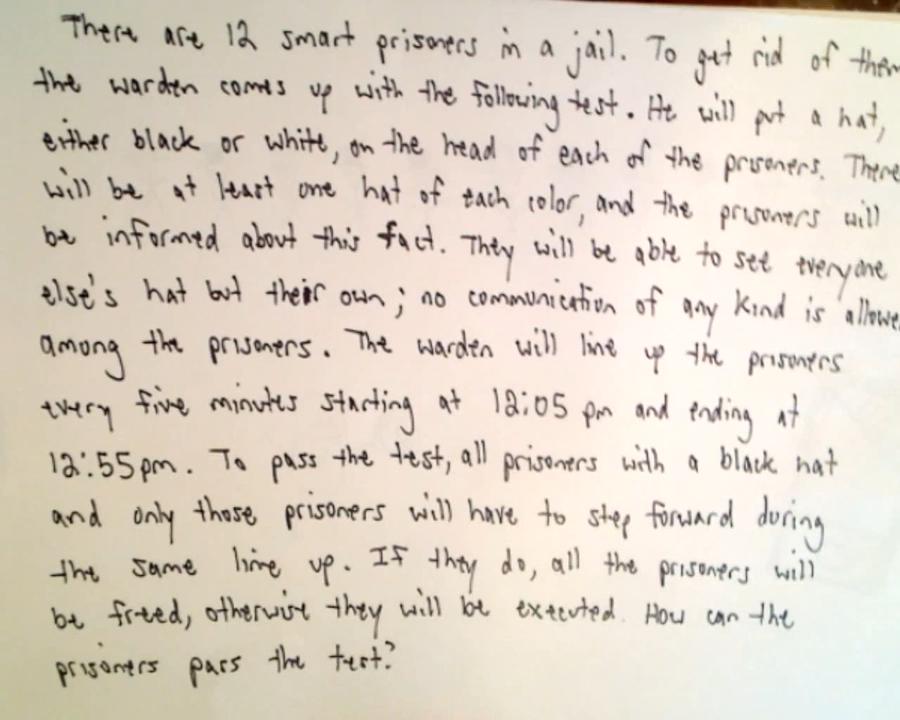 There are 12 smart prisoners in a jail. To get rid of them
the warden comes up with the following test. He will put a hat,
either black or white, on the head of each of the prisoners. There
will be at least one hat of each color, and the prisoners will
be informed about this fact. They will be able to see everyone
else's hat but their own; no communication of any kind is allowe
among the prisoners. The warden will line up the prisoners
every five minutes starting at 12:05 pm and ending at
12:55pm. To pass the test, all prisoners with a black hat
and only those prisoners will have to step forward during
the same line up. If they do, all the prisoners will
be freed, otherwise they will be executed. How can the
prisoners pass the test?